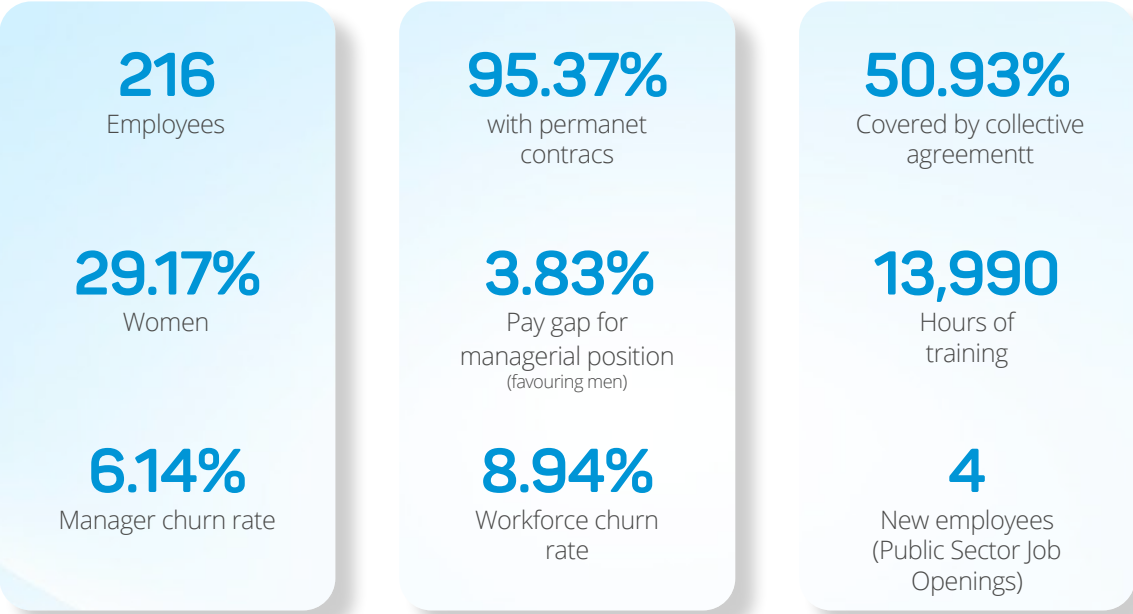 216
Employees
29.17%
Women
6.14%
Manager churn rate
95.37%
with permanet
contracs
3.83%
Pay gap for
managerial position
(favouring men)
8.94%
Workforce churn
rate
50.93%
Covered by collective
agreementt
13,990
Hours of
training
4
New employees
(Public Sector Job
Openings)